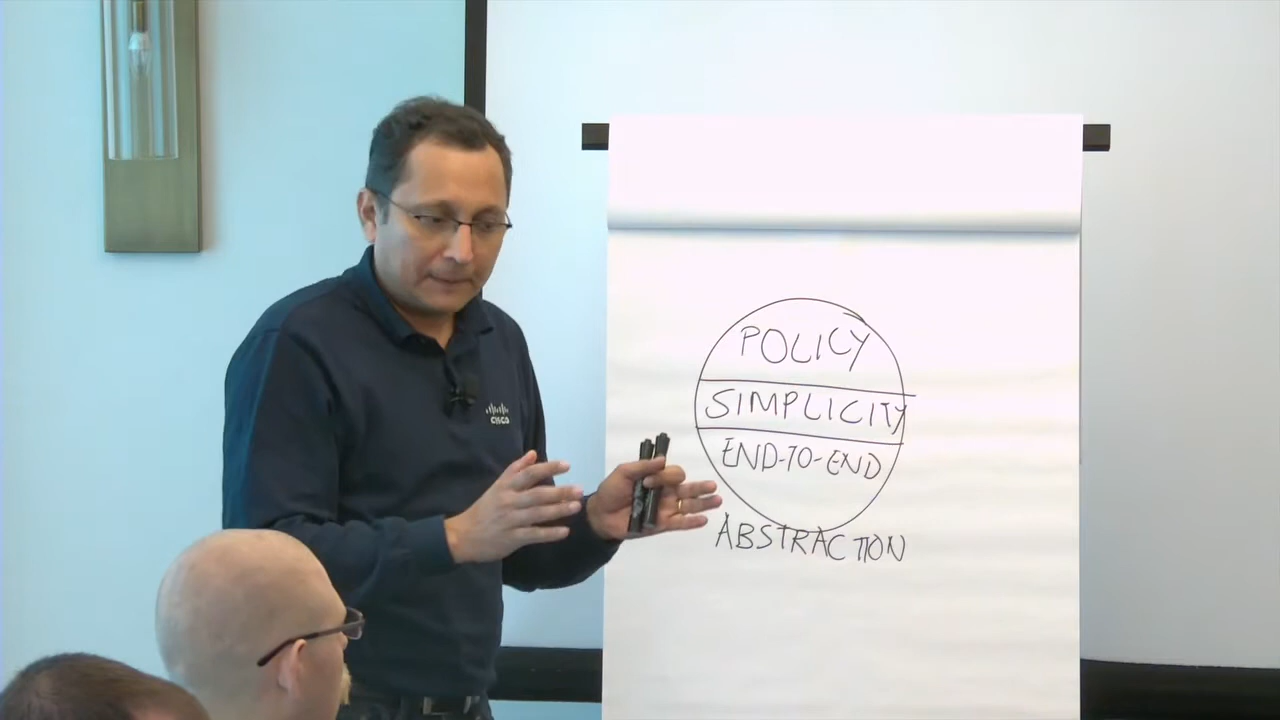 CISCO
POLICY
SIMPLICITY
END-TO-END
ABSTRACTION